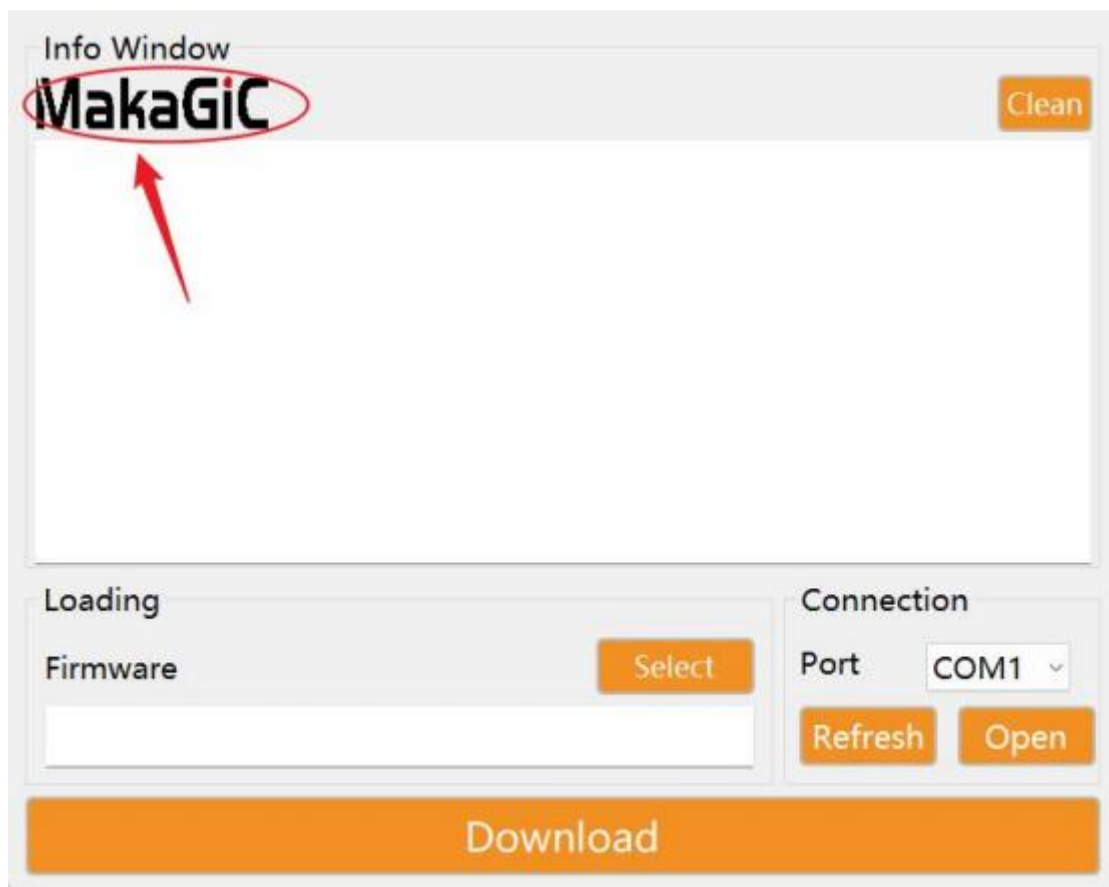 Info Window
MakaGiC
Clean
Loading
Firmware
Select
Connection
Port
COM1
Refresh
Open
Download